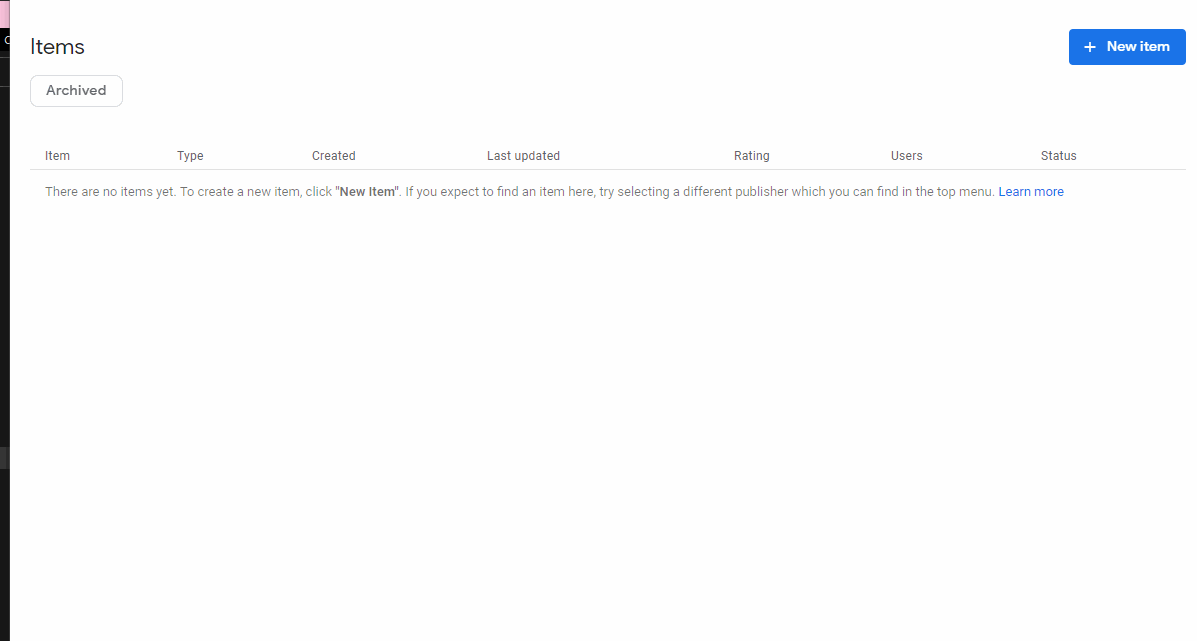 Items
+ New item
Archived
Item Type Created Last updated Rating Users Status
There are no items yet. To create a new item, click "New Item". If you expect to find an item here, try selecting a different publisher which you can find in the top menu. Learn more